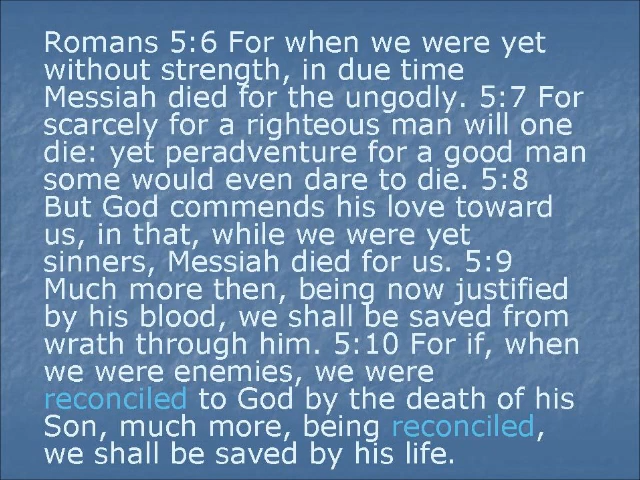 Romans 5:6 For when we were yet
without strength, in due time
Messiah died for the ungodly. 5:7 For
scarcely for a righteous man will one
die: yet peradventure for a good man
some would even dare to die. 5:8
But God commends his love toward
us, in that, while we were yet
sinners, Messiah died for us. 5:9
Much more then, being now justified
by his blood, we shall be saved from
wrath through him. 5:10 For if, when
we were enemies, we were
reconciled to God by the death of his
Son, much more, being reconciled,
we shall be saved by his life.